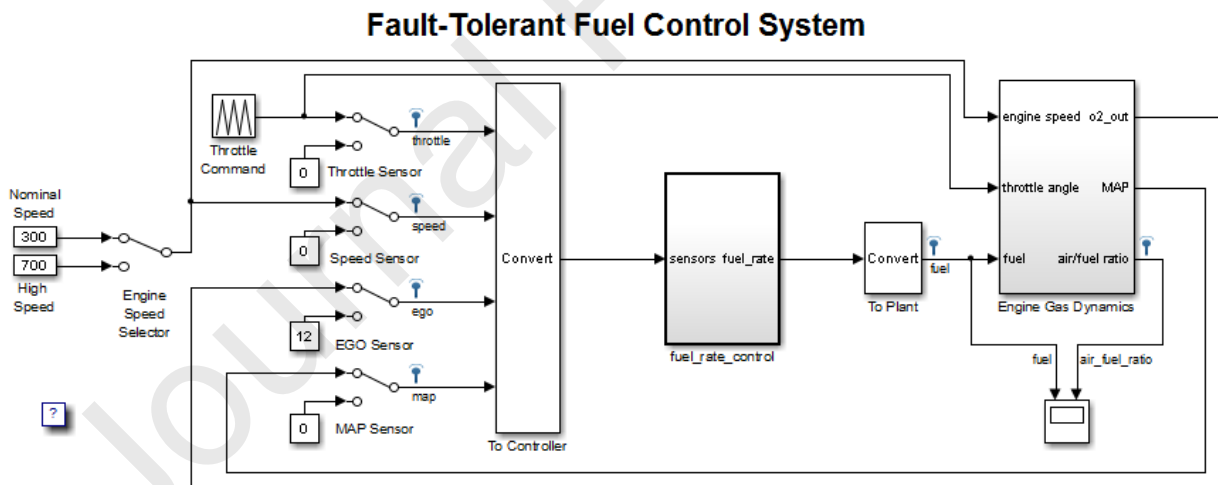 Fault-Tolerant Fuel Control System
Throttle
Command
0
Throttle Sensor
throttle
Nominal
Speed
300
700
High
Speed
Engine
Speed
Selector
0
Speed Sensor
speed
12
EGO Sensor
ego
0
MAP Sensor
map
?
Convert
To Controller
sensors fuel_rate
fuel_rate_control
Convert
To Plant
fuel
engine speed o2_out
throttle angle MAP
fuel air/fuel ratio
Engine Gas Dynamics
fuel
air_fuel_ratio
Journal P